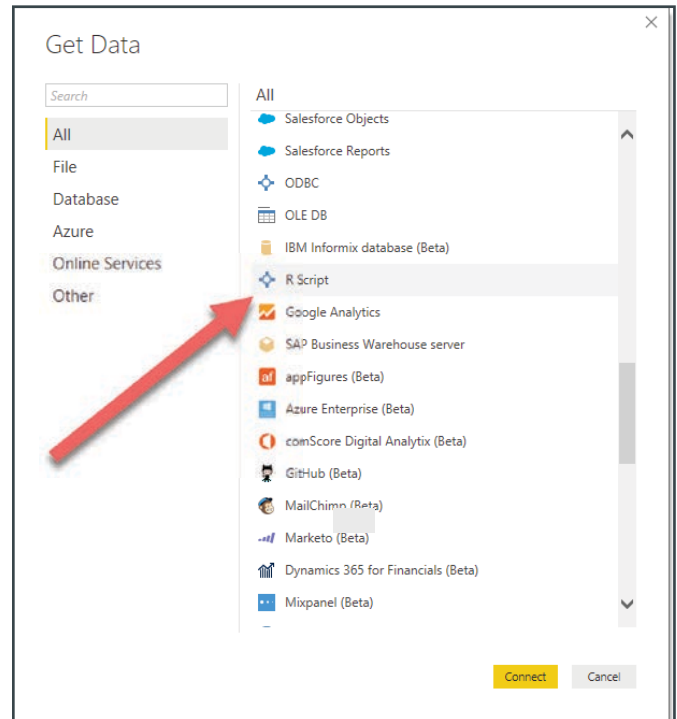 Get Data
Search
All
File
Database
Azure
Online Services
Other
All
Salesforce Objects
Salesforce Reports
ODBC
OLE DB
IBM Informix database (Beta)
R Script
Google Analytics
SAP Business Warehouse server
af
appFigures (Beta)
Azure Enterprise (Beta)
comScore Digital Analytix (Beta)
GitHub (Beta)
MailChimp (Beta)
Marketo (Beta)
Dynamics 365 for Financials (Beta)
Mixpanel (Beta)
Connect
Cancel